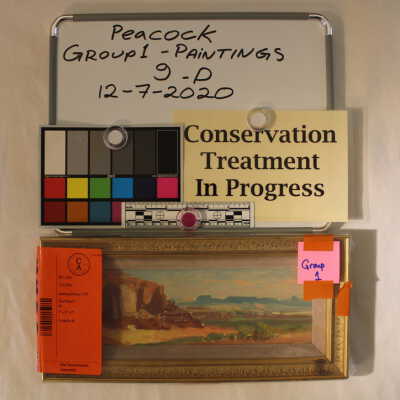 Peacock
Group 1 - Paintings
9-D
12-7-2020
Conservation
Treatment
In Progress
Group
1